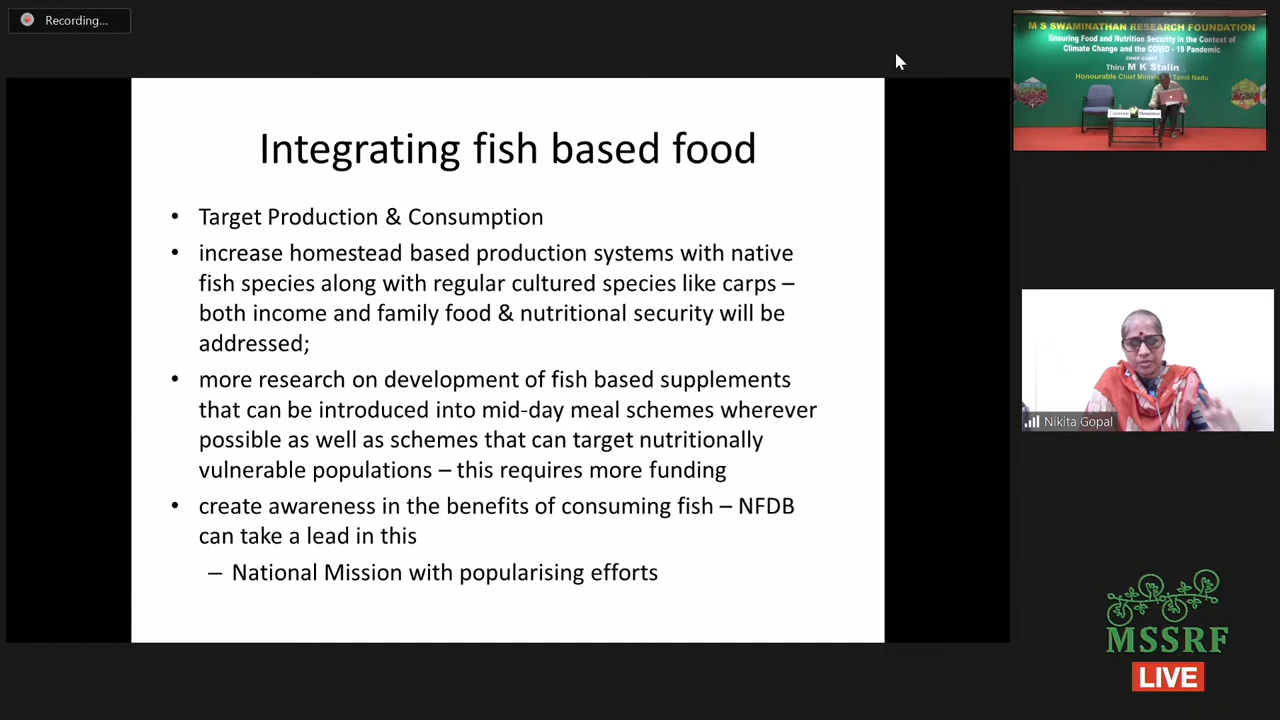 Recording...
M S SWAMINATHAN RESEARCH FOUNDATION
Ensuring Food and Nutrition Security in the Context of
Climate Change and the COVID - 19 Pandemic
CHIEF GUEST
Thiru M K Stalin
Honourable Chief Minister of Tamil Nadu
Integrating fish based food
• Target Production & Consumption
• increase homestead based production systems with native
fish species along with regular cultured species like carps –
both income and family food & nutritional security will be
addressed;
• more research on development of fish based supplements
that can be introduced into mid-day meal schemes wherever
possible as well as schemes that can target nutritionally
vulnerable populations – this requires more funding
• create awareness in the benefits of consuming fish – NFDB
can take a lead in this
– National Mission with popularising efforts
Nikita Gopal
MSSRF
LIVE